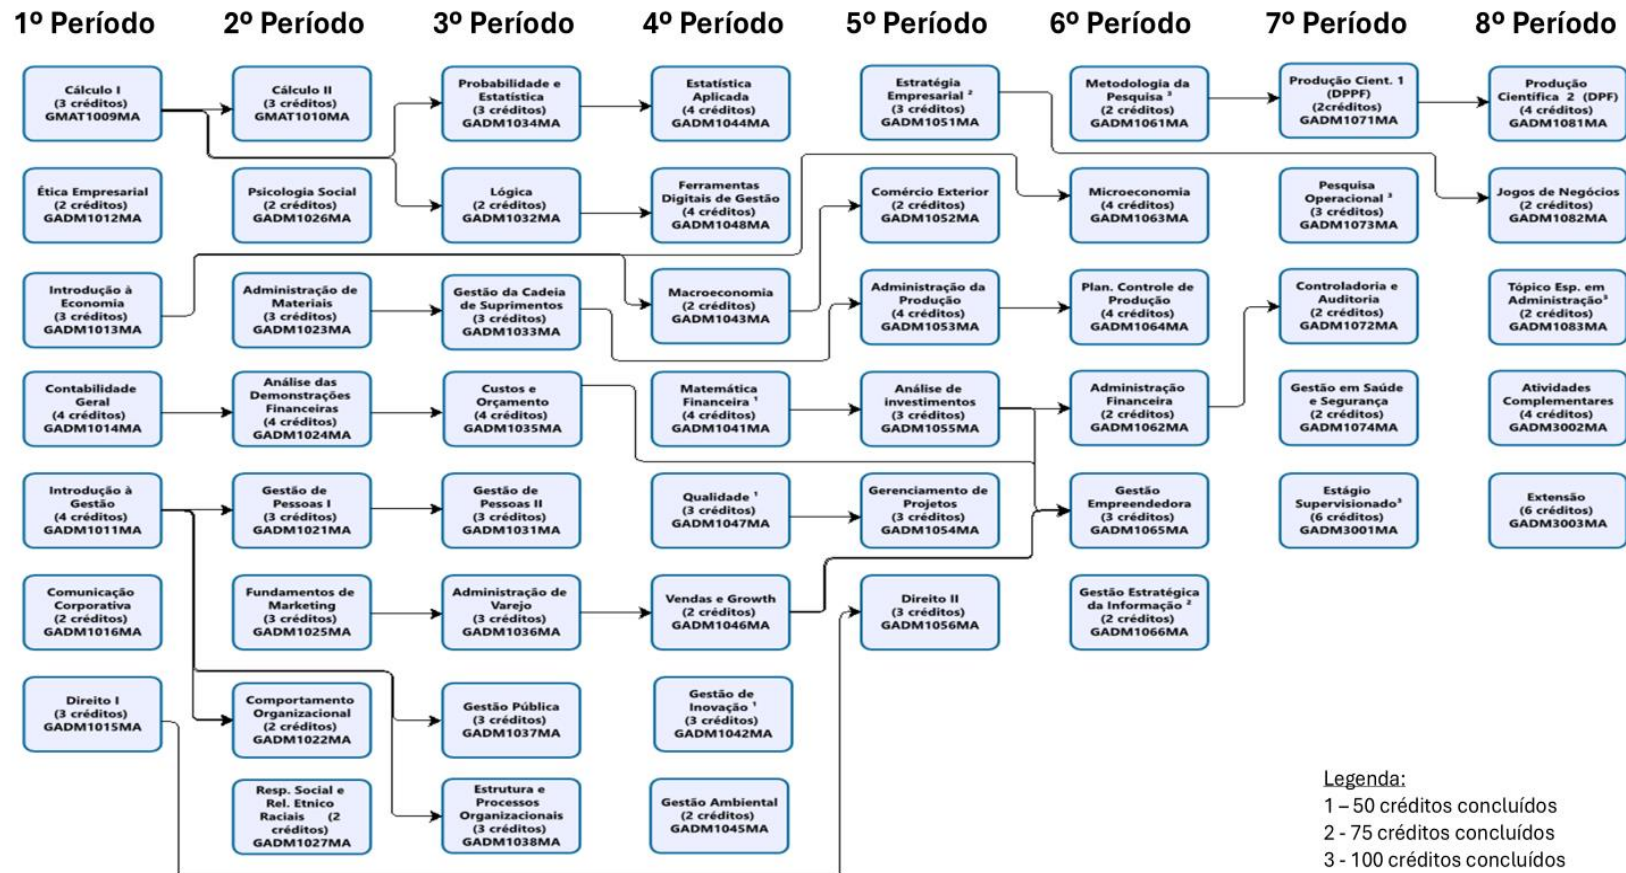 1º Período
2º Período
3º Período
4º Período
5º Período
6º Período
7º Período
8º Período
Cálculo I
(3 créditos)
GMAT1009MA
Cálculo II
(3 créditos)
GMAT1010MA
Probabilidade e
Estatística
(3 créditos)
GADM1034MA
Estatística
Aplicada
(4 créditos)
GADM1044MA
Estratégia
Empresarial ²
(3 créditos)
GADM1051MA
Metodologia da
Pesquisa ³
(2 créditos)
GADM1061MA
Produção Cient. 1
(DPPF)
(2créditos)
GADM1071MA
Produção
Científica 2 (DPF)
(4 créditos)
GADM1081MA
Ética Empresarial
(2 créditos)
GADM1012MA
Psicologia Social
(2 créditos)
GADM1026MA
Lógica
(2 créditos)
GADM1032MA
Ferramentas
Digitais de Gestão
(4 créditos)
GADM1048MA
Comércio Exterior
(2 créditos)
GADM1052MA
Microeconomia
(4 créditos)
GADM1063MA
Pesquisa
Operacional ³
(3 créditos)
GADM1073MA
Jogos de Negócios
(2 créditos)
GADM1082MA
Introdução à
Economia
(3 créditos)
GADM1013MA
Administração de
Materiais
(3 créditos)
GADM1023MA
Gestão da Cadeia
de Suprimentos
(3 créditos)
GADM1033MA
Macroeconomia
(2 créditos)
GADM1043MA
Administração da
Produção
(4 créditos)
GADM1053MA
Plan. Controle de
Produção
(4 créditos)
GADM1064MA
Controladoria e
Auditoria
(2 créditos)
GADM1072MA
Tópico Esp. em
Administração³
(2 créditos)
GADM1083MA
Contabilidade
Geral
(4 créditos)
GADM1014MA
Análise das
Demonstrações
Financeiras
(4 créditos)
GADM1024MA
Custos e
Orçamento
(4 créditos)
GADM1035MA
Matemática
Financeira ¹
(4 créditos)
GADM1041MA
Análise de
investimentos
(3 créditos)
GADM1055MA
Administração
Financeira
(2 créditos)
GADM1062MA
Gestão em Saúde
e Segurança
(2 créditos)
GADM1074MA
Atividades
Complementares
(4 créditos)
GADM3002MA
Introdução à
Gestão
(4 créditos)
GADM1011MA
Gestão de
Pessoas I
(3 créditos)
GADM1021MA
Gestão de
Pessoas II
(3 créditos)
GADM1031MA
Qualidade ¹
(3 créditos)
GADM1047MA
Gerenciamento de
Projetos
(3 créditos)
GADM1054MA
Gestão
Empreendedora
(3 créditos)
GADM1065MA
Estágio
Supervisionado³
(6 créditos)
GADM3001MA
Extensão
(6 créditos)
GADM3003MA
Comunicação
Corporativa
(2 créditos)
GADM1016MA
Fundamentos de
Marketing
(3 créditos)
GADM1025MA
Administração de
Varejo
(3 créditos)
GADM1036MA
Vendas e Growth
(2 créditos)
GADM1046MA
Direito II
(3 créditos)
GADM1056MA
Gestão Estratégica
da Informação ²
(2 créditos)
GADM1066MA
Direito I
(3 créditos)
GADM1015MA
Comportamento
Organizacional
(2 créditos)
GADM1022MA
Gestão Pública
(3 créditos)
GADM1037MA
Gestão de
Inovação ¹
(3 créditos)
GADM1042MA
Resp. Social e
Rel. Etnico
Raciais (2
créditos)
GADM1027MA
Estrutura e
Processos
Organizacionais
(3 créditos)
GADM1038MA
Gestão Ambiental
(2 créditos)
GADM1045MA
Legenda:
1 – 50 créditos concluídos
2 - 75 créditos concluídos
3 - 100 créditos concluídos